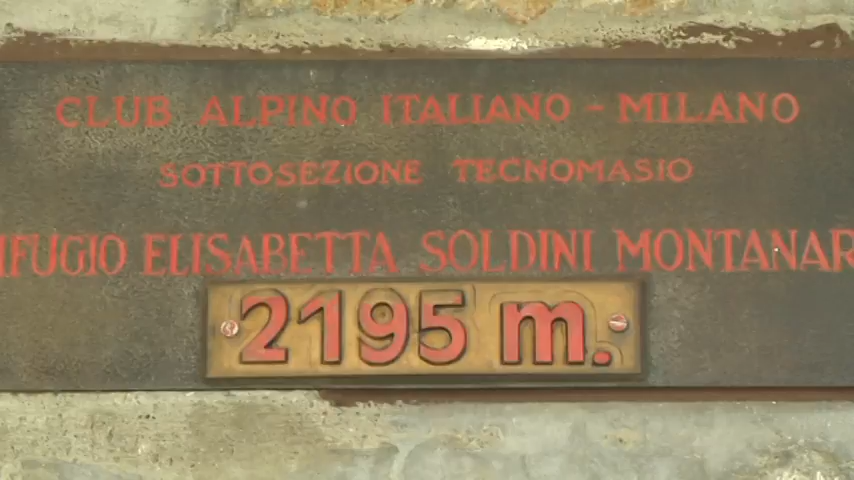 CLUB ALPINO ITALIANO - MILANO
SOTTOSEZIONE TECNOMASIO
IFUGIO ELISABETTA SOLDINI MONTANAR
2195 m.